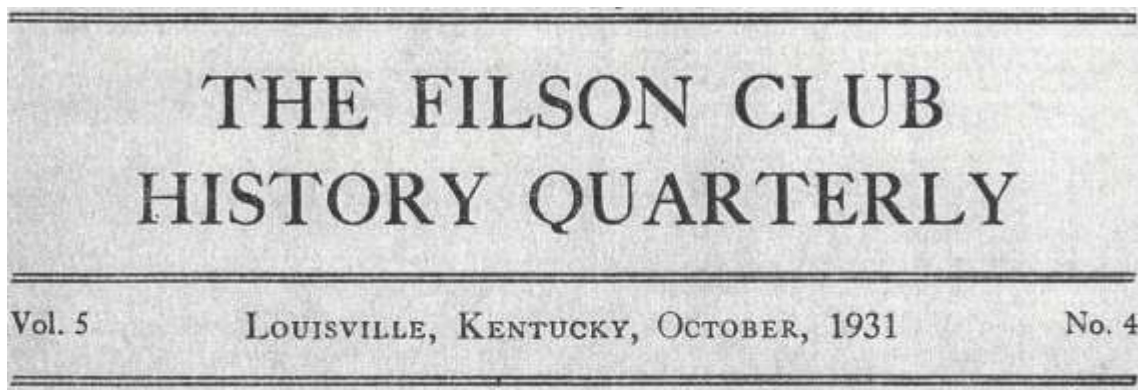 THE FILSON CLUB
HISTORY QUARTERLY
Vol. 5 LOUISVILLE, KENTUCKY, OCTOBER, 1931 No. 4